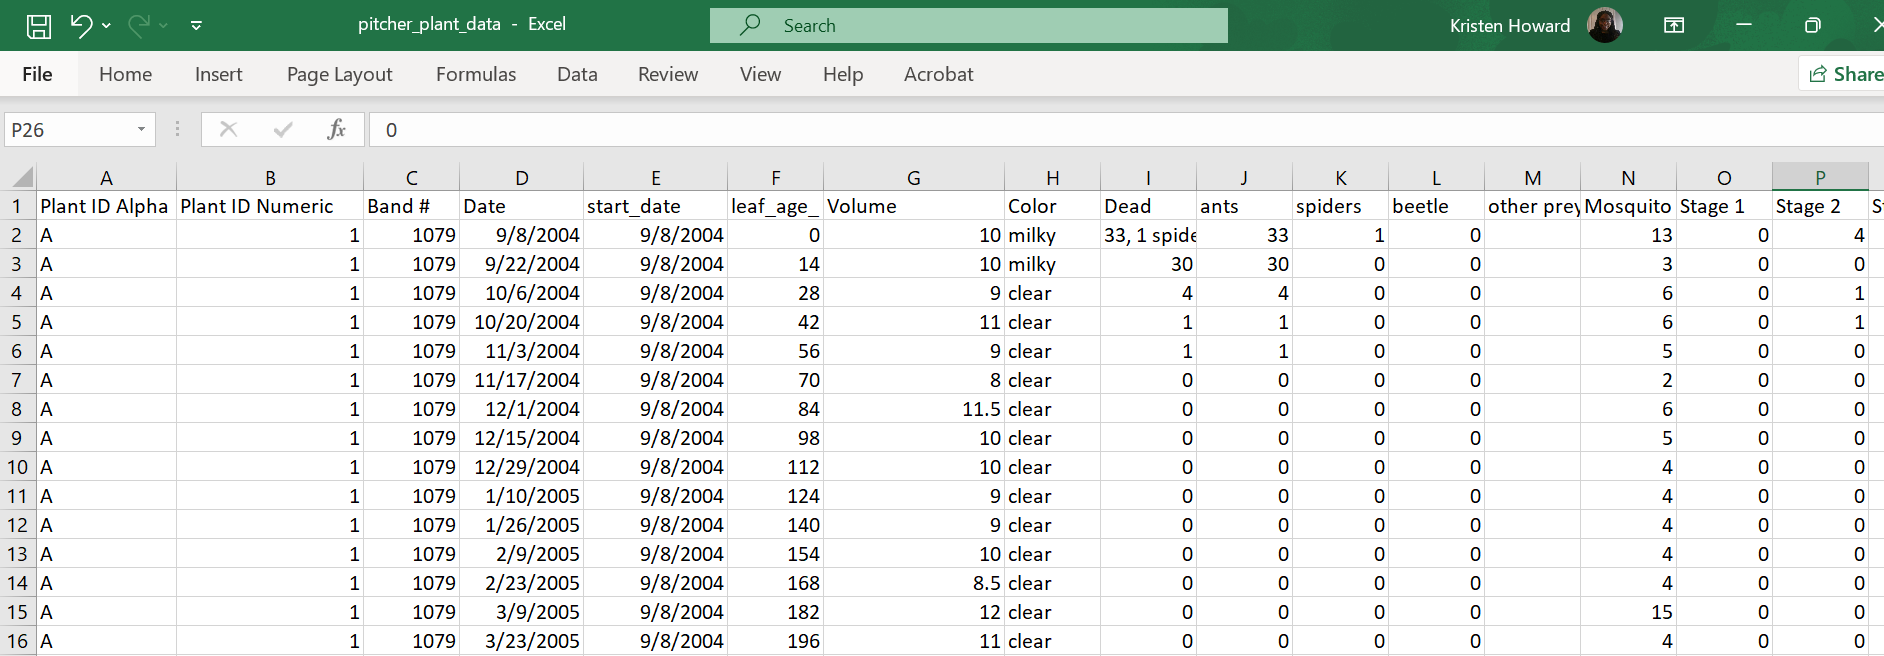 pitcher_plant_data - Excel Search Kristen Howard
File Home Insert Page Layout Formulas Data Review View Help Acrobat Share
P26 fx 0
A B C D E F G H I J K L M N O P
1 Plant ID Alpha Plant ID Numeric Band # Date start_date leaf_age_ Volume Color Dead ants spiders beetle other prey Mosquito Stage 1 Stage 2 St
2 A 1 1079 9/8/2004 9/8/2004 0 10 milky 33, 1 spide 33 1 0 13 0 4
3 A 1 1079 9/22/2004 9/8/2004 14 10 milky 30 30 0 0 3 0 0
4 A 1 1079 10/6/2004 9/8/2004 28 9 clear 4 4 0 0 6 0 1
5 A 1 1079 10/20/2004 9/8/2004 42 11 clear 1 1 0 0 6 0 1
6 A 1 1079 11/3/2004 9/8/2004 56 9 clear 1 1 0 0 5 0 0
7 A 1 1079 11/17/2004 9/8/2004 70 8 clear 0 0 0 0 2 0 0
8 A 1 1079 12/1/2004 9/8/2004 84 11.5 clear 0 0 0 0 6 0 0
9 A 1 1079 12/15/2004 9/8/2004 98 10 clear 0 0 0 0 5 0 0
10 A 1 1079 12/29/2004 9/8/2004 112 10 clear 0 0 0 0 4 0 0
11 A 1 1079 1/10/2005 9/8/2004 124 9 clear 0 0 0 0 4 0 0
12 A 1 1079 1/26/2005 9/8/2004 140 9 clear 0 0 0 0 4 0 0
13 A 1 1079 2/9/2005 9/8/2004 154 10 clear 0 0 0 0 4 0 0
14 A 1 1079 2/23/2005 9/8/2004 168 8.5 clear 0 0 0 0 4 0 0
15 A 1 1079 3/9/2005 9/8/2004 182 12 clear 0 0 0 0 15 0 0
16 A 1 1079 3/23/2005 9/8/2004 196 11 clear 0 0 0 0 4 0 0